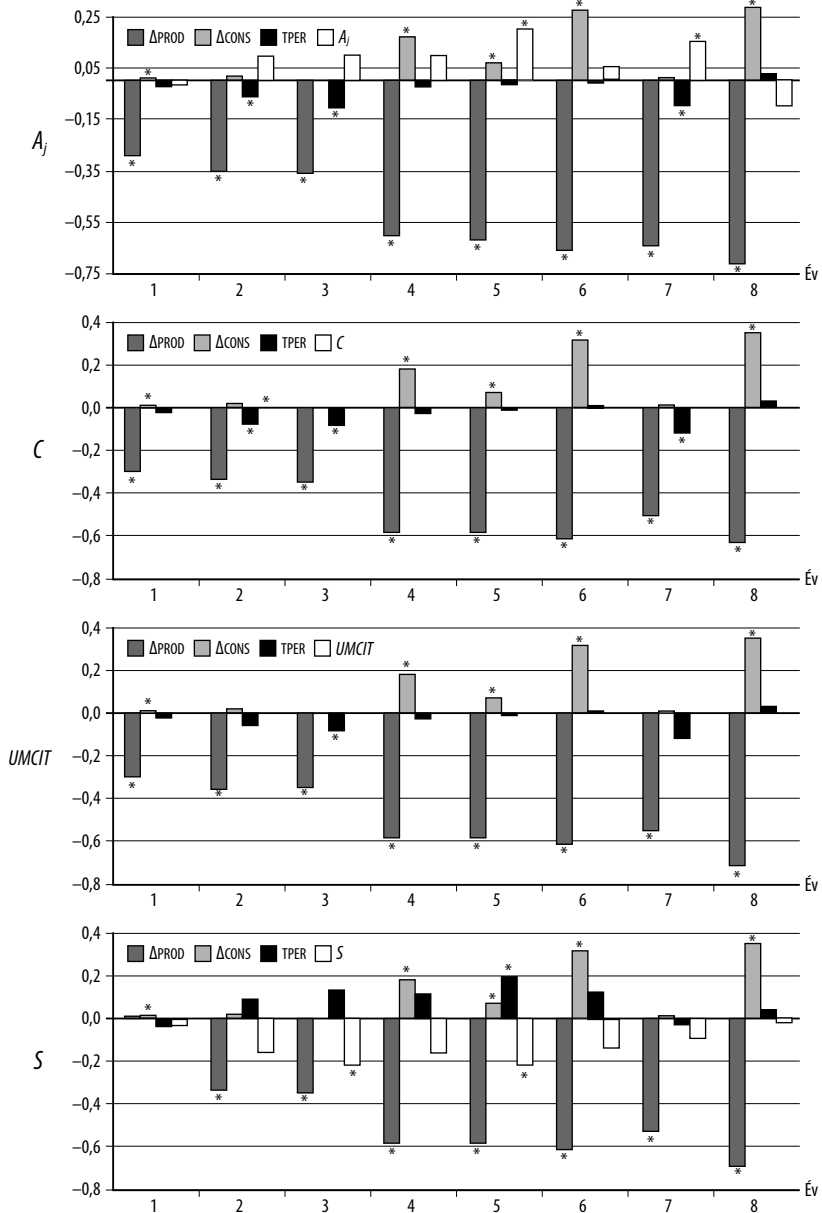 0,25
ΔPROD ΔCONS TPER Aj
0,05
–0,15
Aj
–0,35
–0,55
–0,75
Év
1 2 3 4 5 6 7 8
* * * * * * * * * * * * * * * * * *
0,4
ΔPROD ΔCONS TPER C
0,2
0,0
–0,2
C
–0,4
–0,6
–0,8
Év
1 2 3 4 5 6 7 8
* * * * * * * * * * * * * * * * *
0,4
ΔPROD ΔCONS TPER UMCIT
0,2
0,0
–0,2
UMCIT
–0,4
–0,6
–0,8
Év
1 2 3 4 5 6 7 8
* * * * * * * * * * * * * *
0,4
ΔPROD ΔCONS TPER S
0,2
0,0
–0,2
S
–0,4
–0,6
–0,8
Év
1 2 3 4 5 6 7 8
* * * * * * * * * * * * * * *